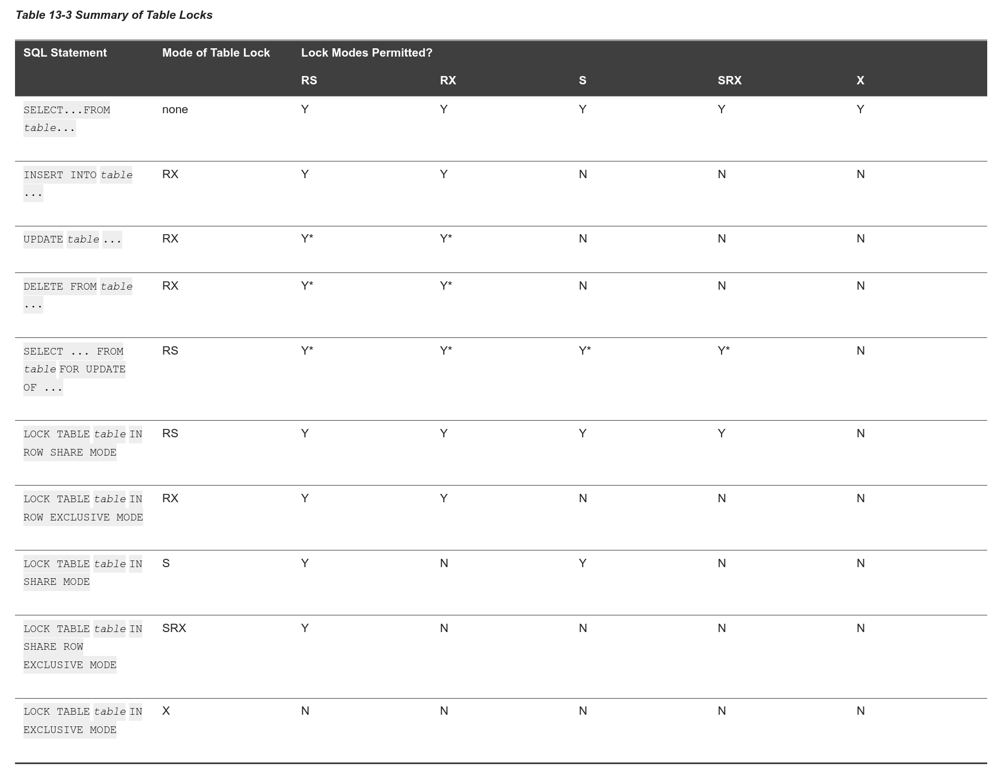 Table 13-3 Summary of Table Locks
SQL Statement Mode of Table Lock Lock Modes Permitted?
RS RX S SRX X
SELECT...FROM none Y Y Y Y Y
table...
INSERT INTO table RX Y Y N N N
...
UPDATE table ... RX Y* Y* N N N
DELETE FROM table RX Y* Y* N N N
...
SELECT ... FROM RS Y* Y* Y* Y* N
table FOR UPDATE
OF ...
LOCK TABLE table IN RS Y Y Y Y N
ROW SHARE MODE
LOCK TABLE table IN RX Y Y N N N
ROW EXCLUSIVE MODE
LOCK TABLE table IN S Y N Y N N
SHARE MODE
LOCK TABLE table IN SRX Y N N N N
SHARE ROW
EXCLUSIVE MODE
LOCK TABLE table IN X N N N N N
EXCLUSIVE MODE